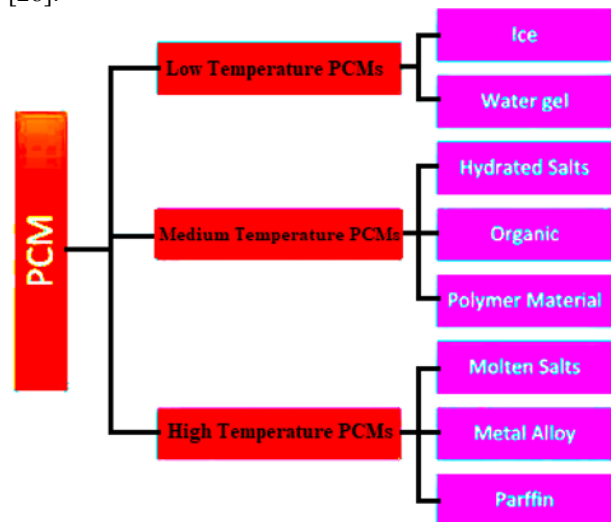 [20].
PCM
Low Temperature PCMs
Ice
Water gel
Medium Temperature PCMs
Hydrated Salts
Organic
Polymer Material
High Temperature PCMs
Molten Salts
Metal Alloy
Parffin